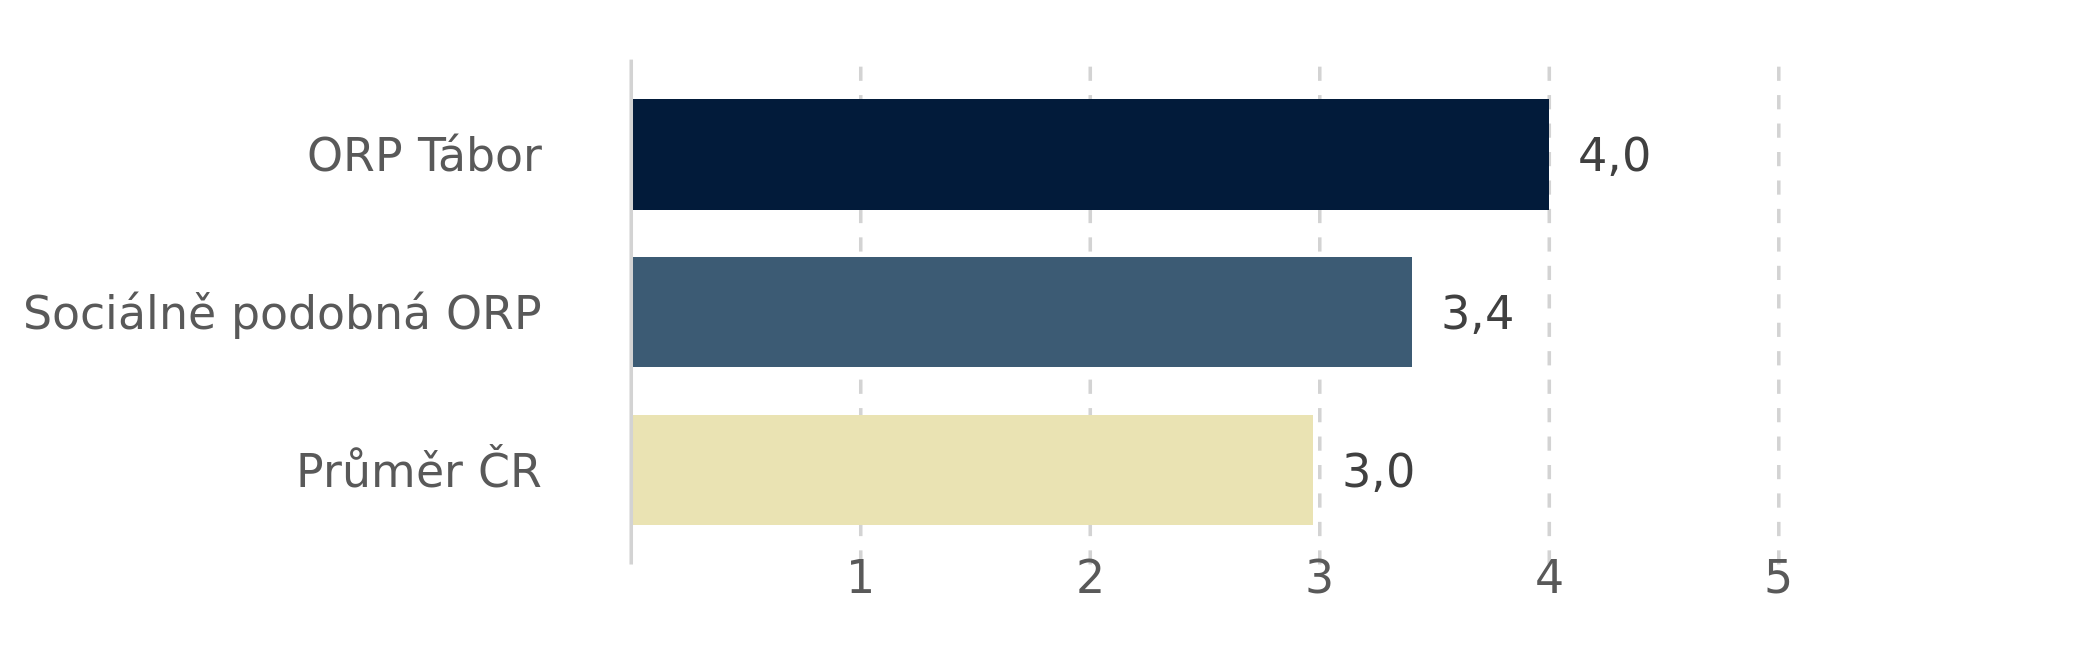 ORP Tábor 4,0
Sociálně podobná ORP 3,4
Průměr ČR 3,0
1 2 3 4 5